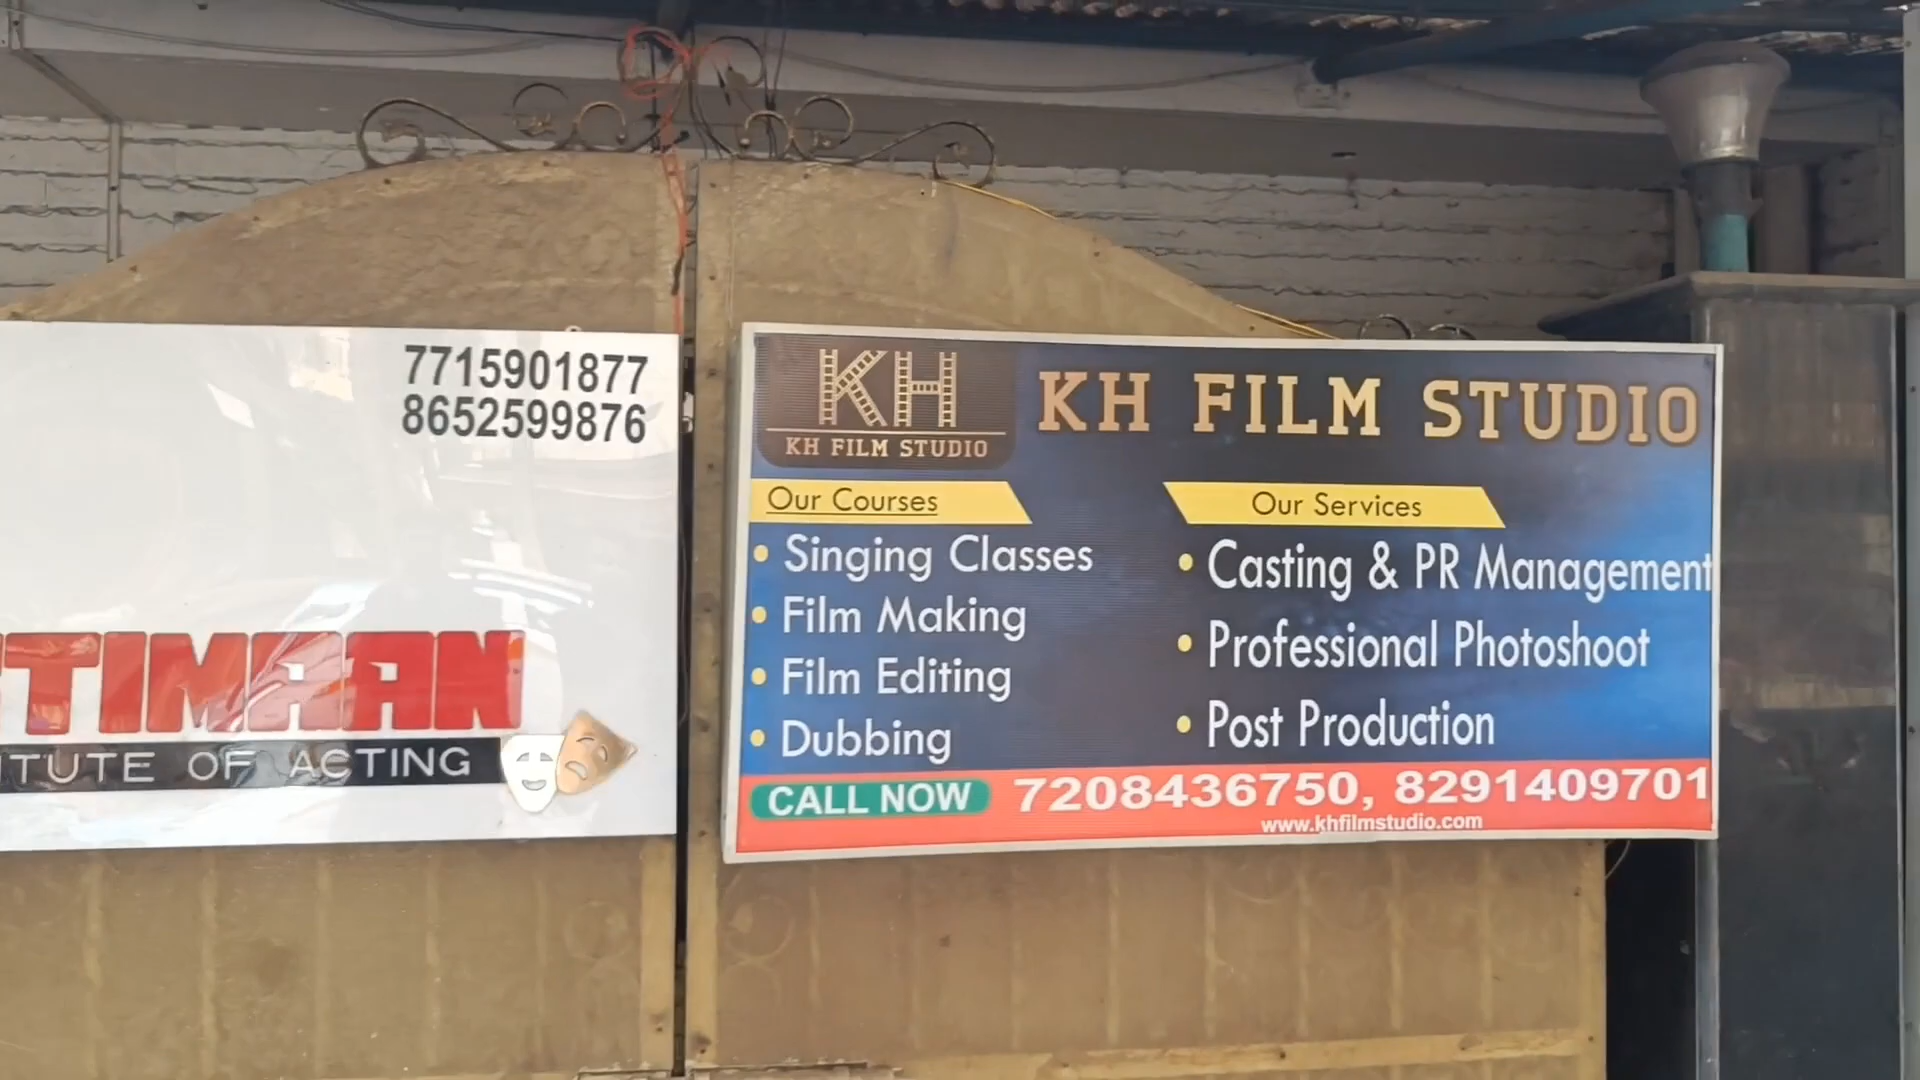 7715901877
8652599876
TIMAAN
ITUTE OF ACTING
KH
KH FILM STUDIO
KH FILM STUDIO
Our Courses
• Singing Classes
• Film Making
• Film Editing
• Dubbing
Our Services
• Casting & PR Management
• Professional Photoshoot
• Post Production
CALL NOW 7208436750, 8291409701
www.khfilmstudio.com